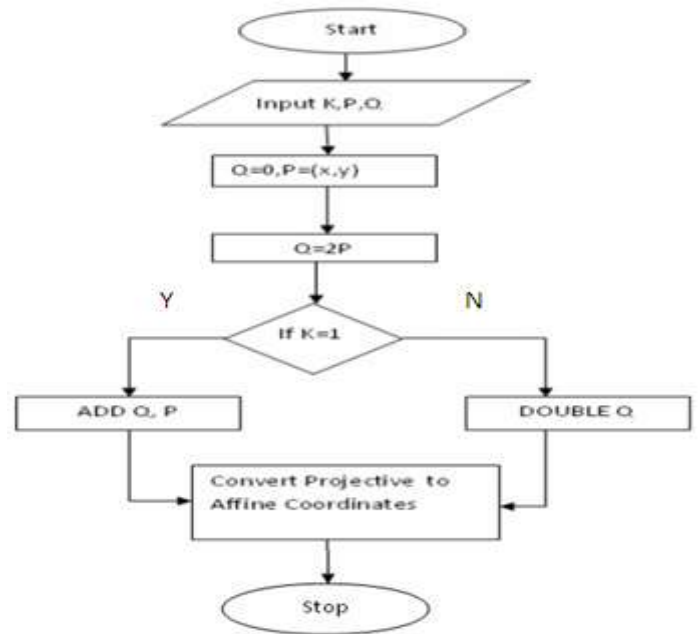 Start
Input K,P,Q
Q=0,P=(x,y)
Q=2P
Y
N
If K=1
ADD Q, P
DOUBLE Q
Convert Projective to
Affine Coordinates
Stop